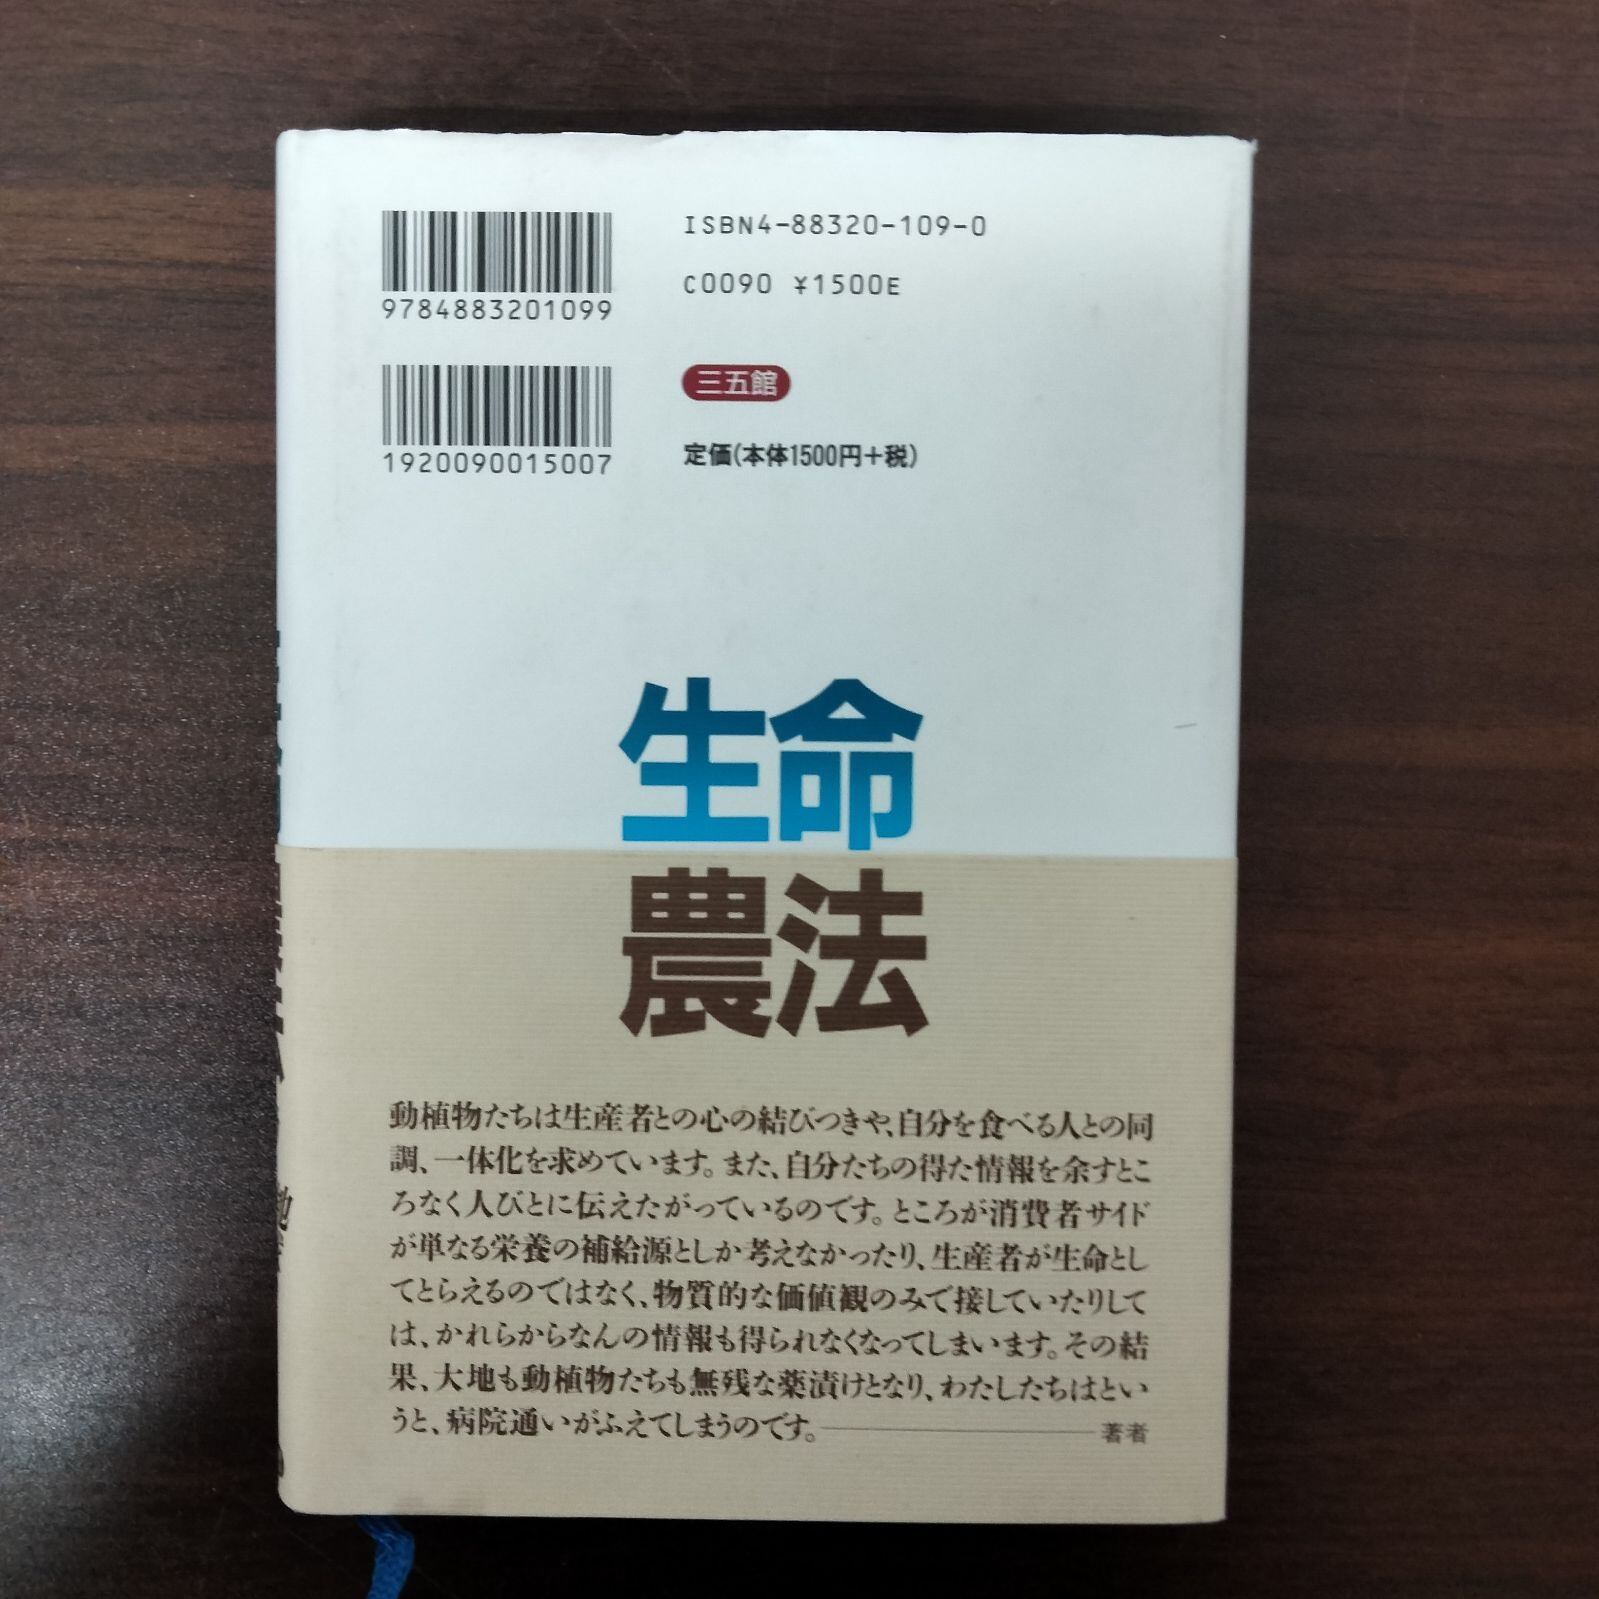 ISBN4-88320-109-0
C0090 ¥1500E
9784883201099
三五館
定価(本体1500円+税)
1920090015007
生命
農法
動植物たちは生産者との心の結びつきや、自分を食べる人との同
調、一体化を求めています。また、自分たちの得た情報を余すとこ
ろなく人びとに伝えたがっているのです。ところが消費者サイド
が単なる栄養の補給源としか考えなかったり、生産者が生命とし
てとらえるのではなく、物質的な価値観のみで接していたりして
は、かれらからなんの情報も得られなくなってしまいます。その結
果、大地も動植物たちも無残な薬漬けとなり、わたしたちはとい
うと、病院通いがふえてしまうのです。
著者